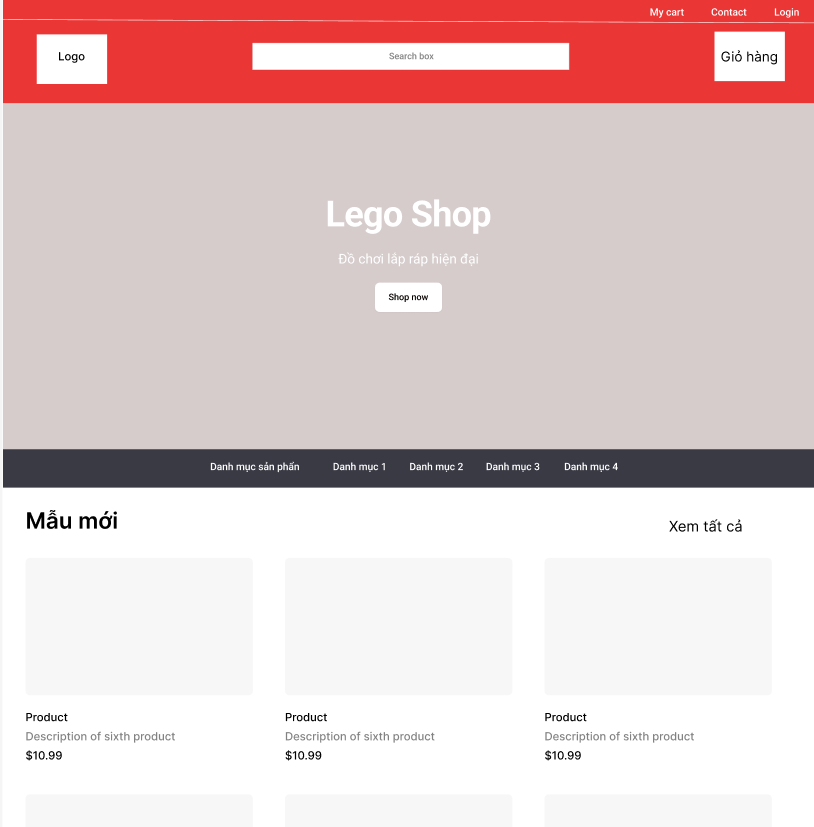 My cart Contact Login
Logo Search box Giỏ hàng
Lego Shop
Đồ chơi lắp ráp hiện đại
Shop now
Danh mục sản phẩn Danh mục 1 Danh mục 2 Danh mục 3 Danh mục 4
Mẫu mới Xem tất cả
Product Product Product
Description of sixth product Description of sixth product Description of sixth product
$10.99 $10.99 $10.99